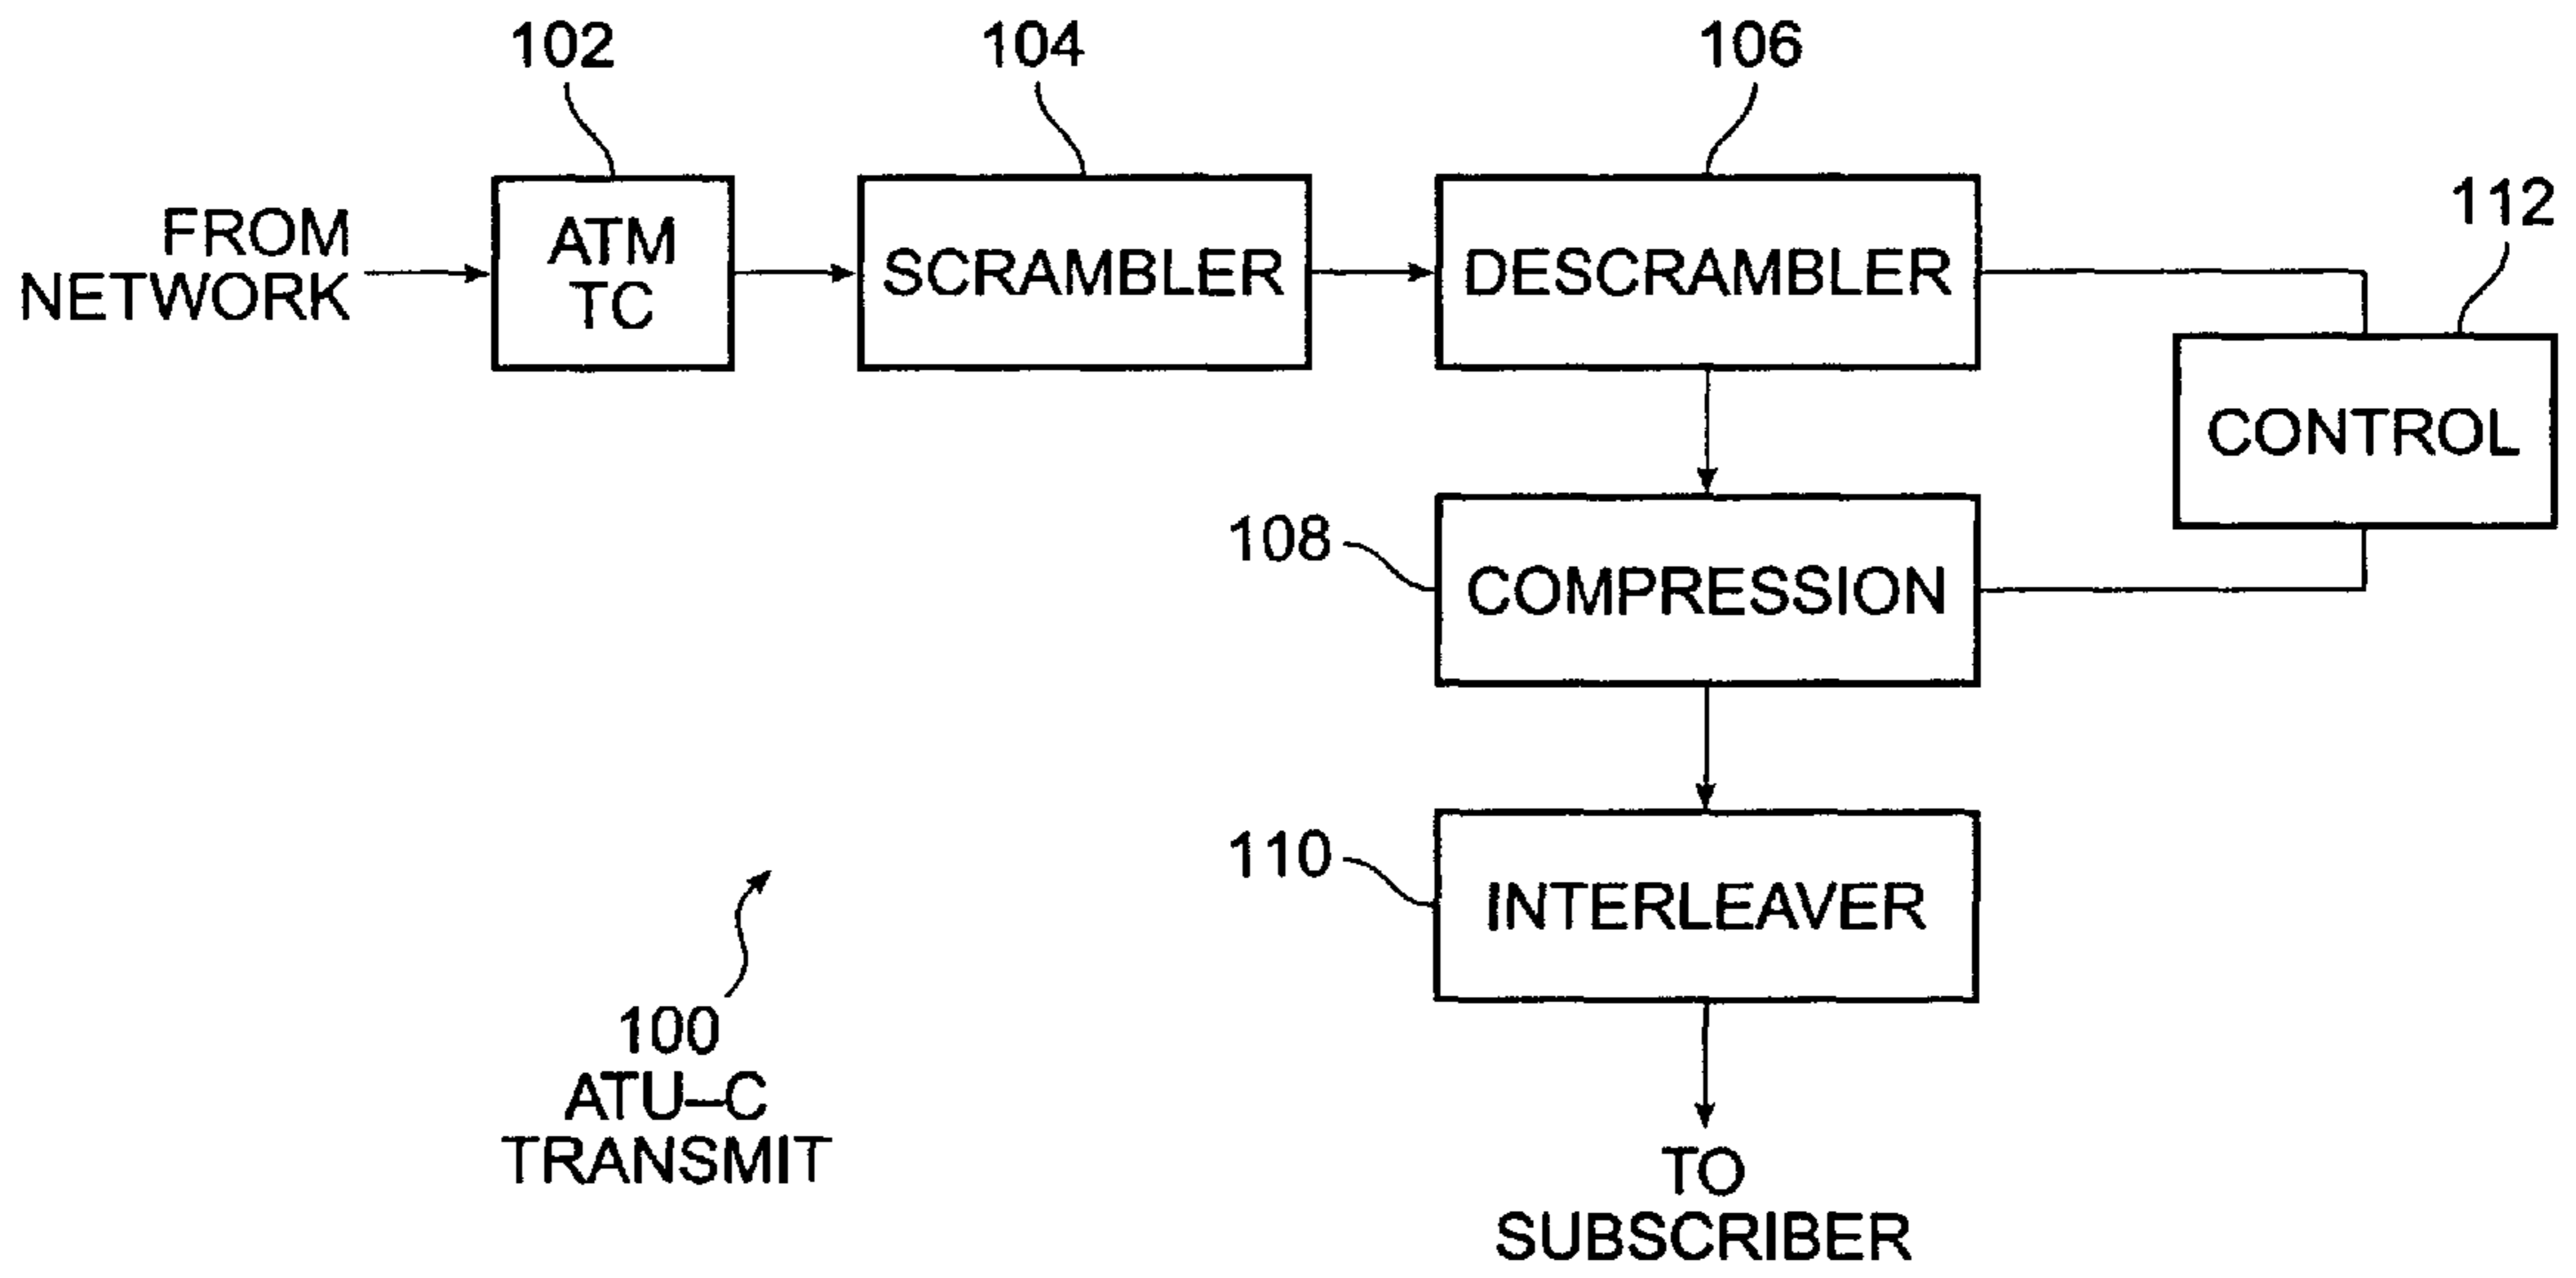 102
104
106
112
FROM
NETWORK
ATM
TC
SCRAMBLER
DESCRAMBLER
CONTROL
108
COMPRESSION
110
INTERLEAVER
100
ATU–C
TRANSMIT
TO
SUBSCRIBER